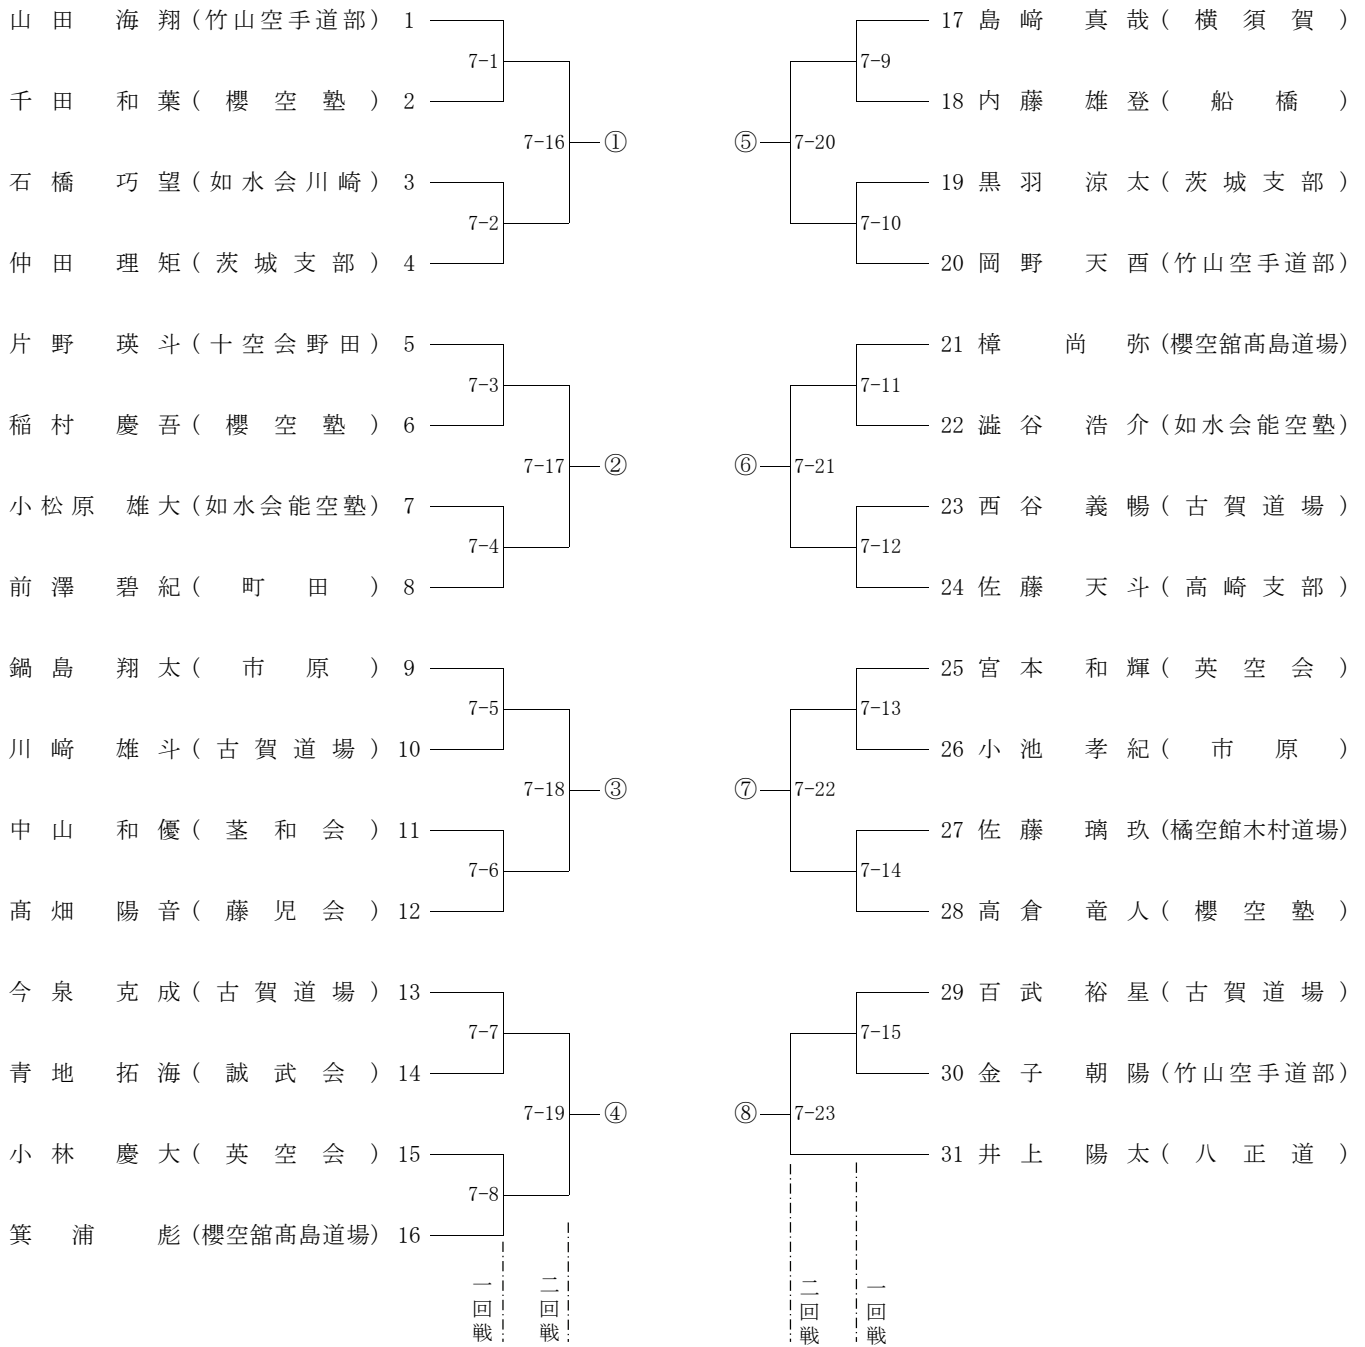 山田 海翔(竹山空手道部) 1
7-1
千田 和葉(櫻空塾) 2
7-16 ①
石橋 巧望(如水会川崎) 3
7-2
仲田 理矩(茨城支部) 4
片野 瑛斗(十空会野田) 5
7-3
稲村 慶吾(櫻空塾) 6
7-17 ②
小松原 雄大(如水会能空塾) 7
7-4
前澤 碧紀(町田) 8
鍋島 翔太(市原) 9
7-5
川﨑 雄斗(古賀道場) 10
7-18 ③
中山 和優(茎和会) 11
7-6
髙畑 陽音(藤児会) 12
今泉 克成(古賀道場) 13
7-7
青地 拓海(誠武会) 14
7-19 ④
小林 慶大(英空会) 15
7-8
箕浦 彪(櫻空舘髙島道場) 16
一回戦
二回戦
17 島﨑 真哉(横須賀)
7-9
18 内藤 雄登(船橋)
⑤ 7-20
19 黒羽 涼太(茨城支部)
7-10
20 岡野 天酉(竹山空手道部)
21 樟 尚弥(櫻空舘髙島道場)
7-11
22 澁谷 浩介(如水会能空塾)
⑥ 7-21
23 西谷 義暢(古賀道場)
7-12
24 佐藤 天斗(高崎支部)
25 宮本 和輝(英空会)
7-13
26 小池 孝紀(市原)
⑦ 7-22
27 佐藤 璃玖(橘空館木村道場)
7-14
28 高倉 竜人(櫻空塾)
29 百武 裕星(古賀道場)
7-15
30 金子 朝陽(竹山空手道部)
⑧ 7-23
31 井上 陽太(八正道)
二回戦
一回戦